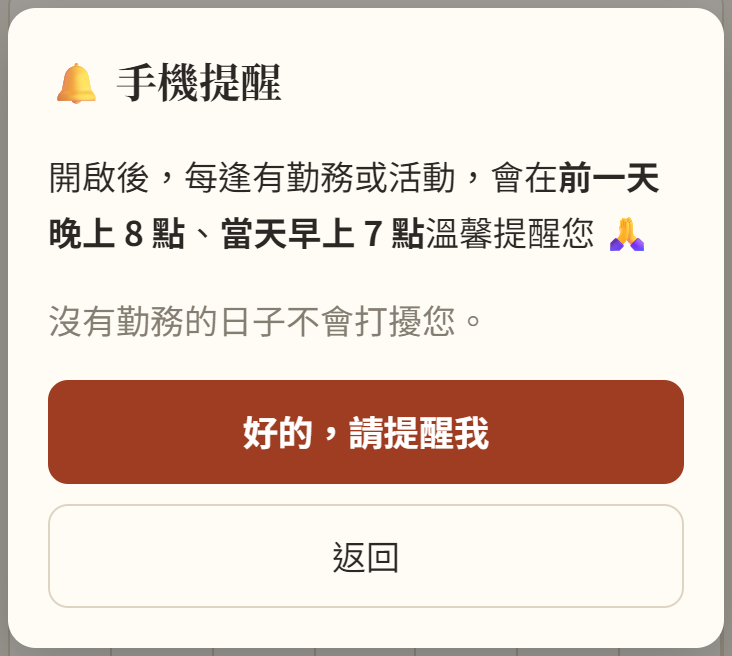 🔔 手機提醒
開啟後，每逢有勤務或活動，會在前一天
晚上 8 點、當天早上 7 點溫馨提醒您 🙏
沒有勤務的日子不會打擾您。
好的，請提醒我
返回